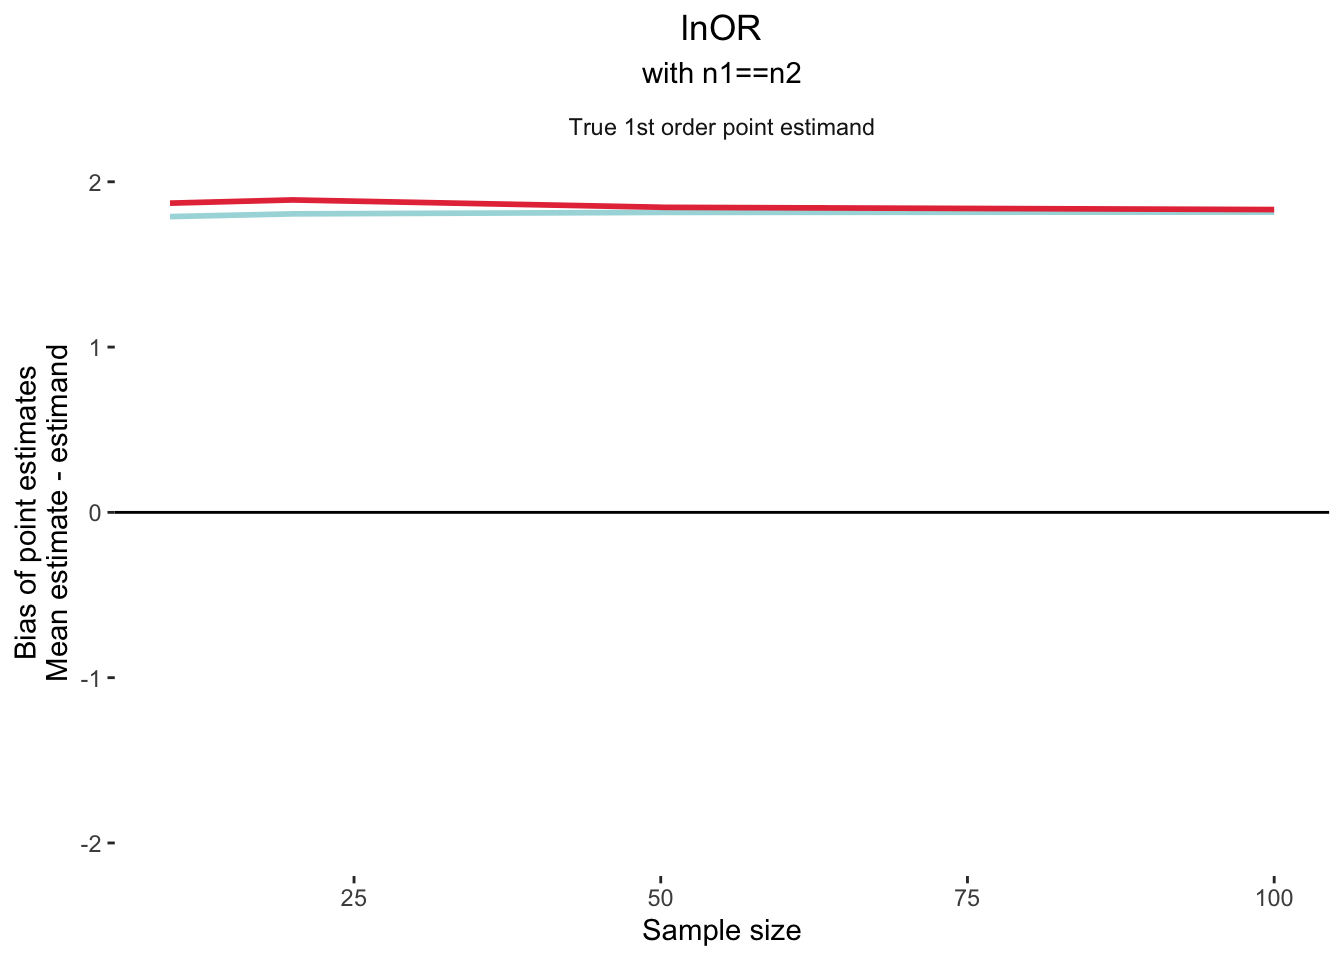 lnOR
with n1==n2
True 1st order point estimand
Bias of point estimates
Mean estimate - estimand
2
1
0
-1
-2
25
50
75
100
Sample size